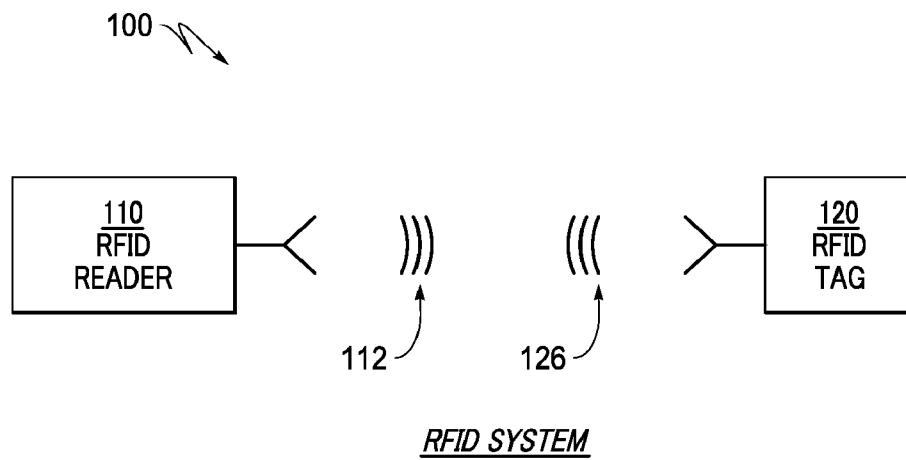 100
110
RFID
READER
120
RFID
TAG
112
126
RFID SYSTEM